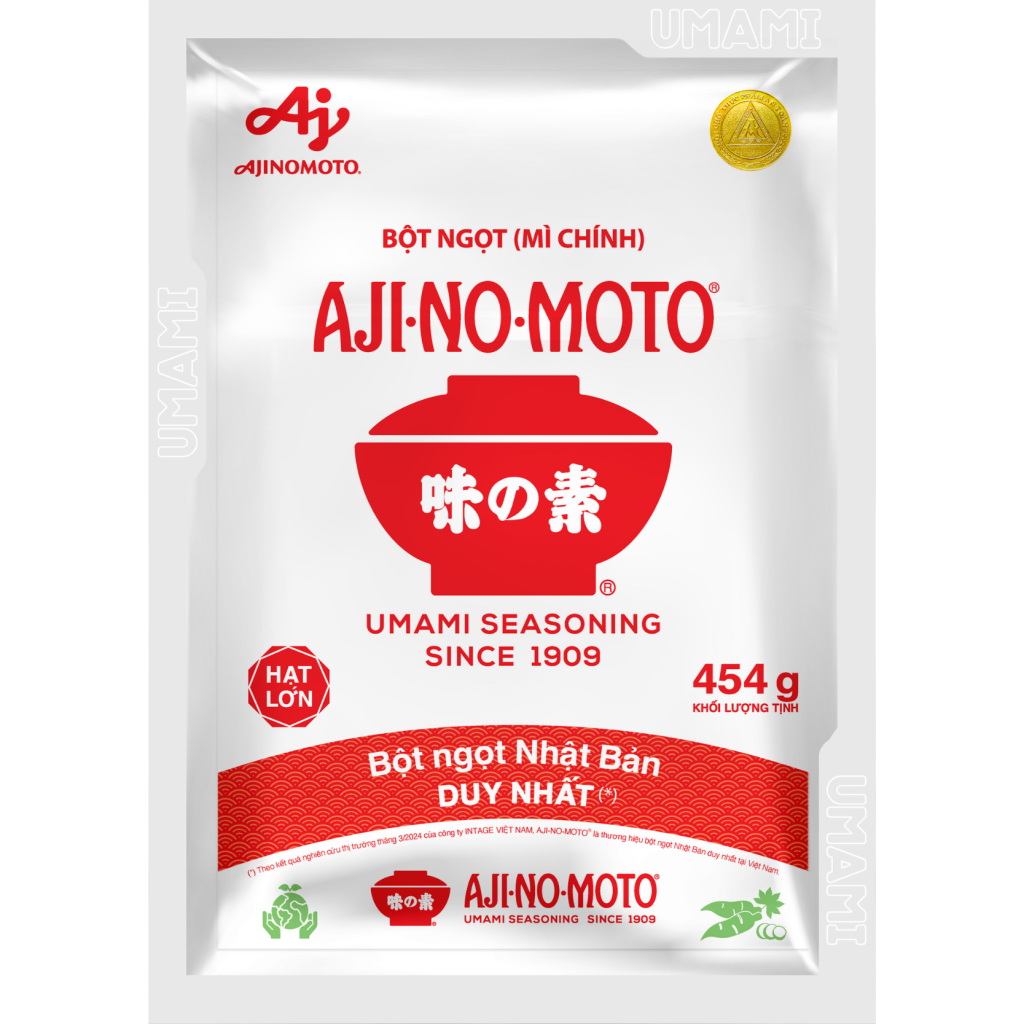 UMAMI
Aj
AJINOMOTO.
BỘT NGỌT (MÌ CHÍNH)
AJI·NO·MOTO®
UMAMI
味の素
®
UMAMI SEASONING
SINCE 1909
HẠT
LỚN
454 g
KHỐI LƯỢNG TỊNH
Bột ngọt Nhật Bản
DUY NHẤT (*)
(*) Theo kết quả nghiên cứu thị trường tháng 3/2024 của công ty INTAGE VIỆT NAM, AJI-NO-MOTO® là thương hiệu bột ngọt Nhật Bản duy nhất tại Việt Nam.
UMAMI
味の素
®
AJI·NO·MOTO®
UMAMI SEASONING SINCE 1909